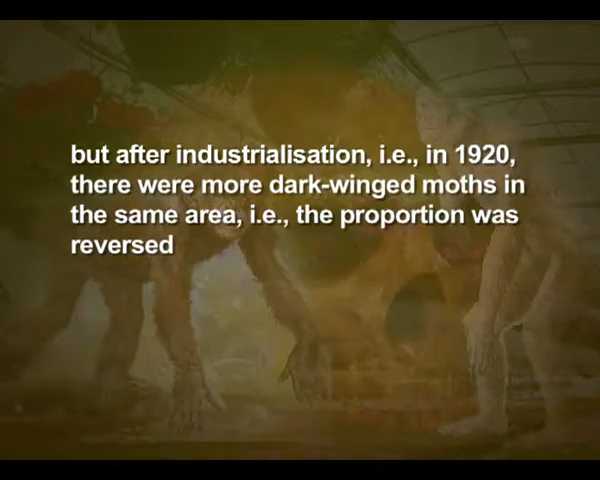 but after industrialisation, i.e., in 1920,
there were more dark-winged moths in
the same area, i.e., the proportion was
reversed